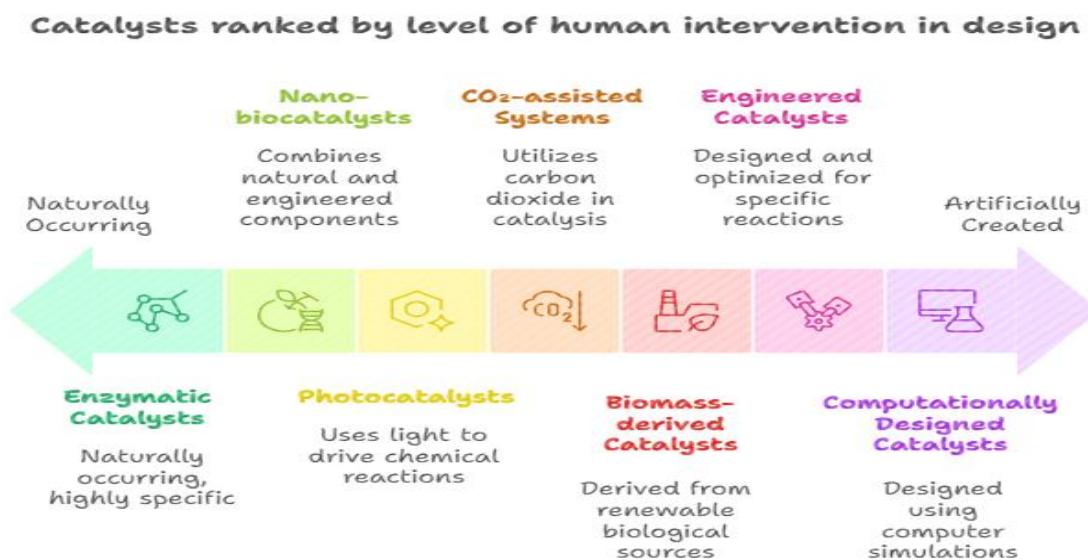 Catalysts ranked by level of human intervention in design
Nano-
biocatalysts
Combines
natural and
engineered
components
CO₂-assisted
Systems
Utilizes
carbon
dioxide in
catalysis
Engineered
Catalysts
Designed and
optimized for
specific
reactions
Naturally
Occurring
Artificially
Created
CO₂
Enzymatic
Catalysts
Naturally
occurring,
highly specific
Photocatalysts
Uses light to
drive chemical
reactions
Biomass-
derived
Catalysts
Derived from
renewable
biological
sources
Computationally
Designed
Catalysts
Designed
using
computer
simulations